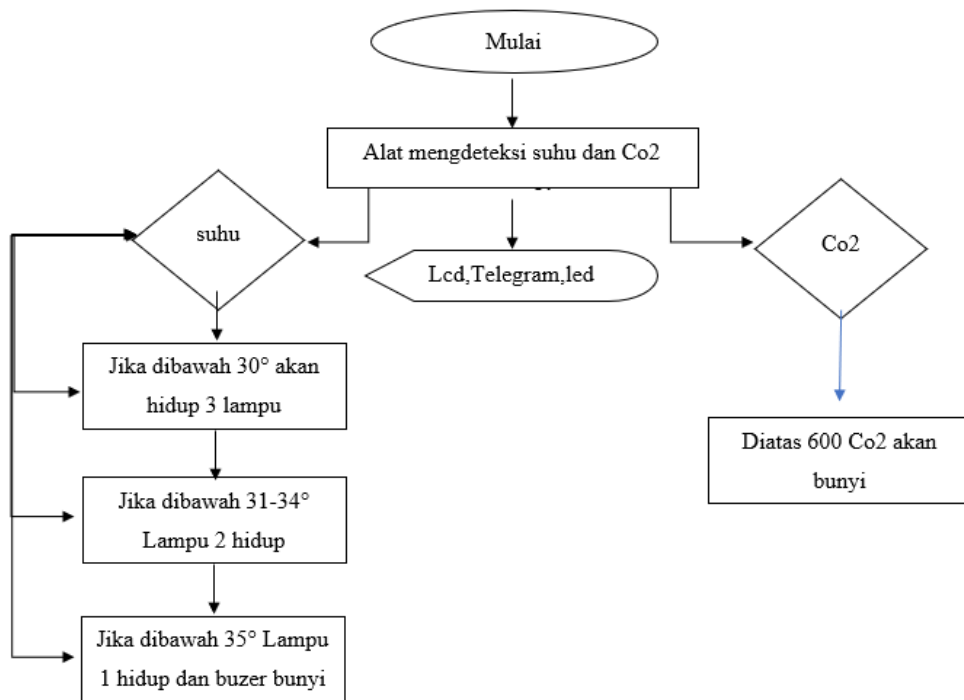 Mulai
Alat mengdeteksi suhu dan Co2
suhu
Lcd,Telegram,led
Co2
Jika dibawah 30° akan
hidup 3 lampu
Diatas 600 Co2 akan
bunyi
Jika dibawah 31-34°
Lampu 2 hidup
Jika dibawah 35° Lampu
1 hidup dan buzer bunyi